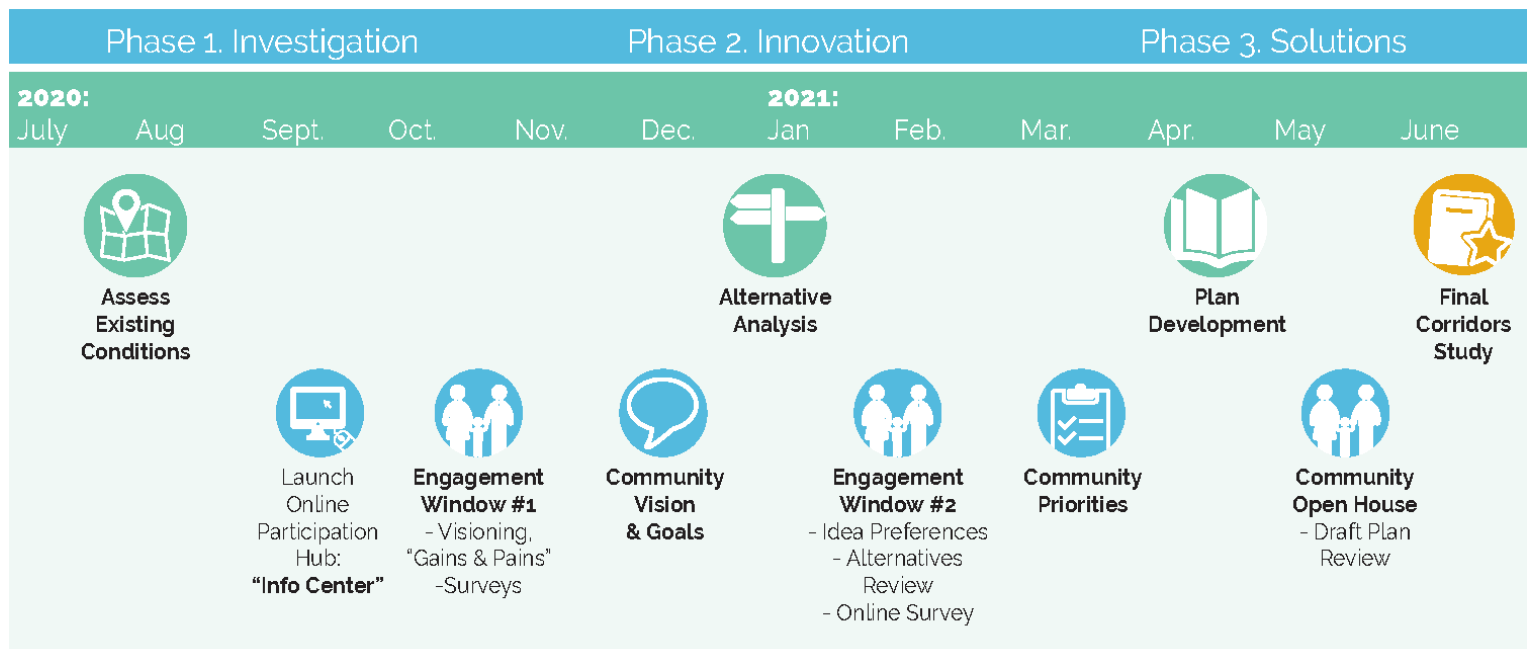 Phase 1. Investigation
Phase 2. Innovation
Phase 3. Solutions
2020:
2021:
July
Aug
Sept.
Oct.
Nov.
Dec.
Jan
Feb.
Mar.
Apr.
May
June
Assess
Existing
Conditions
Alternative
Analysis
Plan
Development
Final
Corridors
Study
Launch
Online
Participation
Hub:
“Info Center”
Engagement
Window #1
- Visioning,
“Gains & Pains”
-Surveys
Community
Vision
& Goals
Engagement
Window #2
- Idea Preferences
- Alternatives
Review
- Online Survey
Community
Priorities
Community
Open House
- Draft Plan
Review